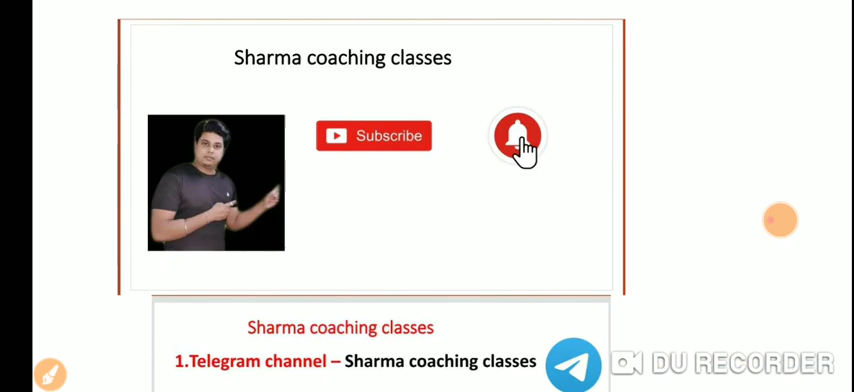 Sharma coaching classes
Subscribe
Sharma coaching classes
1.Telegram channel – Sharma coaching classes
DU RECORDER